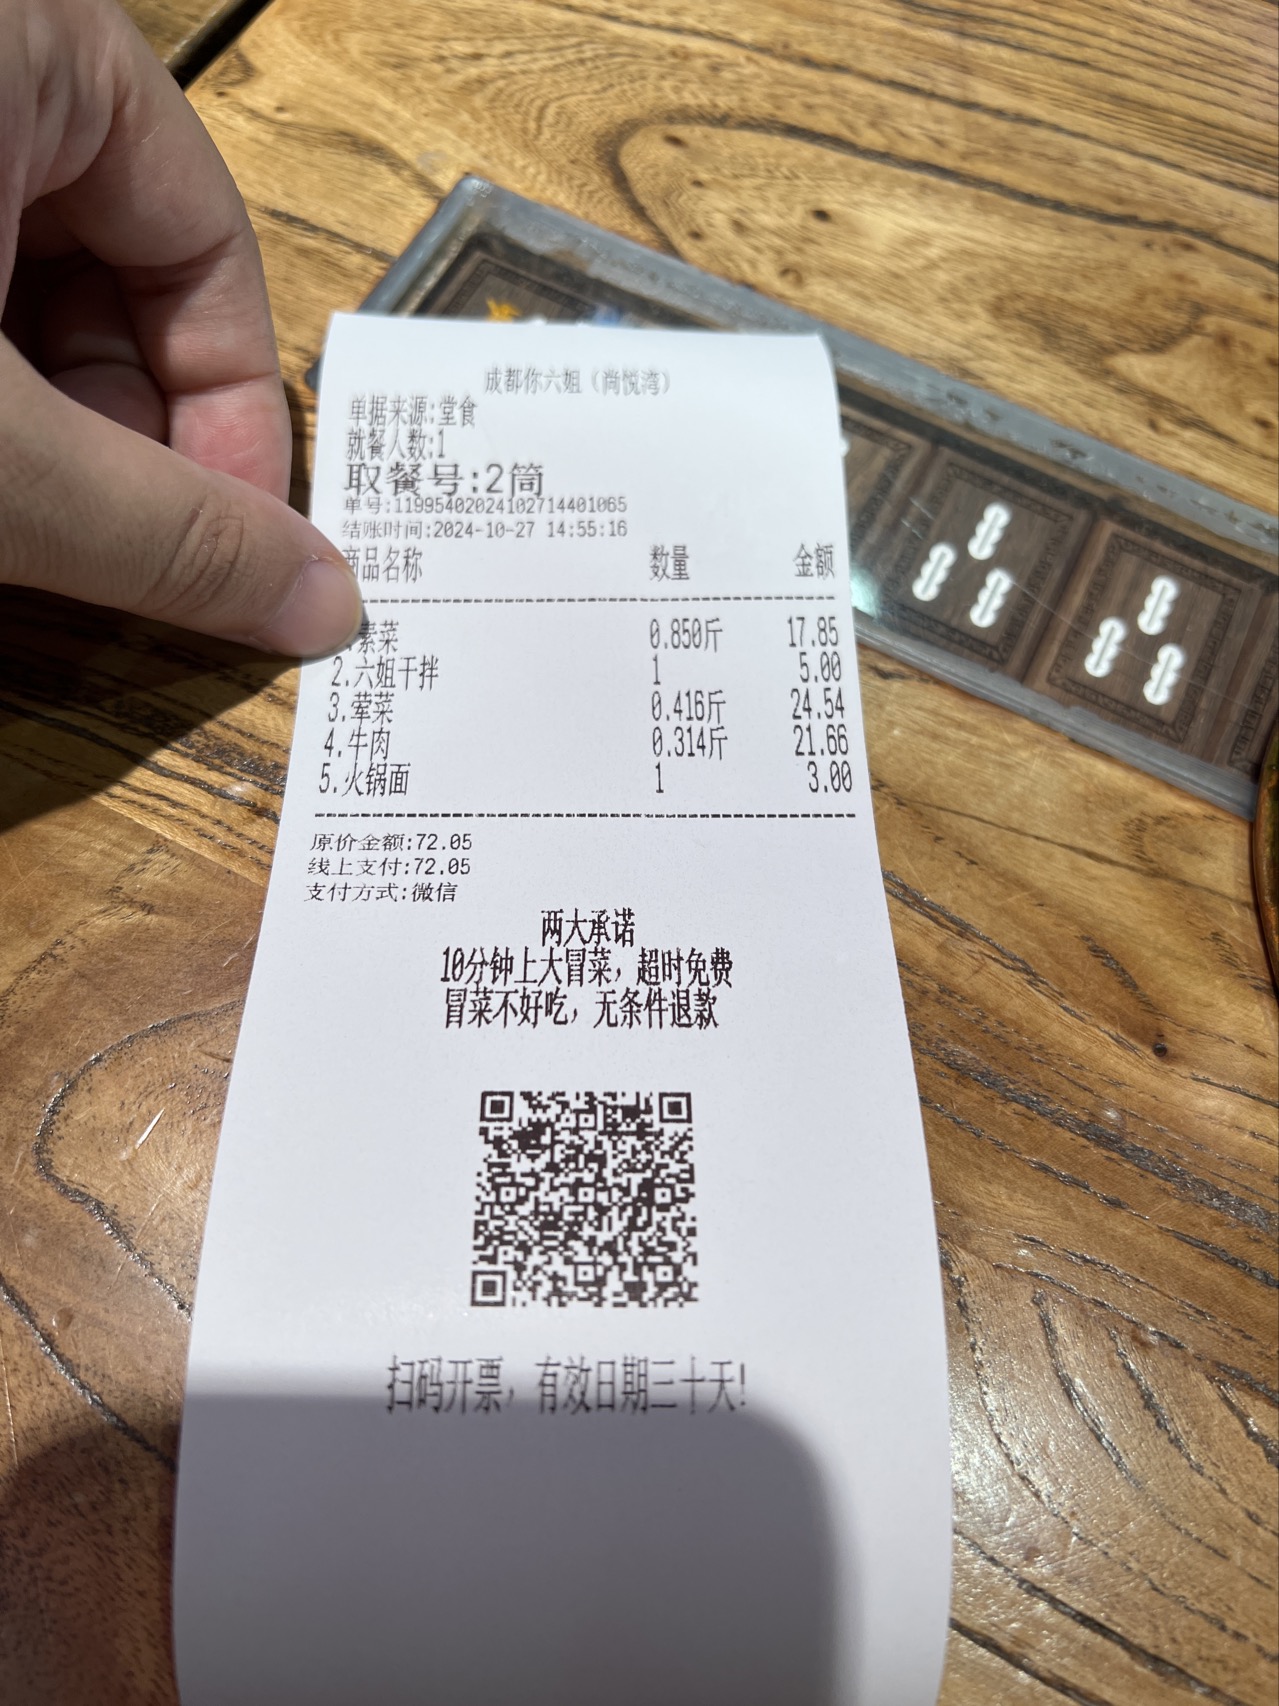 成都你六姐（尚悦湾）
单据来源:堂食
就餐人数:1
取餐号:2筒
单号:11995402024102714401065
结账时间:2024-10-27 14:55:16
商品名称 数量 金额
.素菜 0.850斤 17.85
2.六姐干拌 1 5.00
3.荤菜 0.416斤 24.54
4.牛肉 0.314斤 21.66
5.火锅面 1 3.00
原价金额:72.05
线上支付:72.05
支付方式:微信
两大承诺
10分钟上大冒菜，超时免费
冒菜不好吃，无条件退款
扫码开票，有效日期三十天!